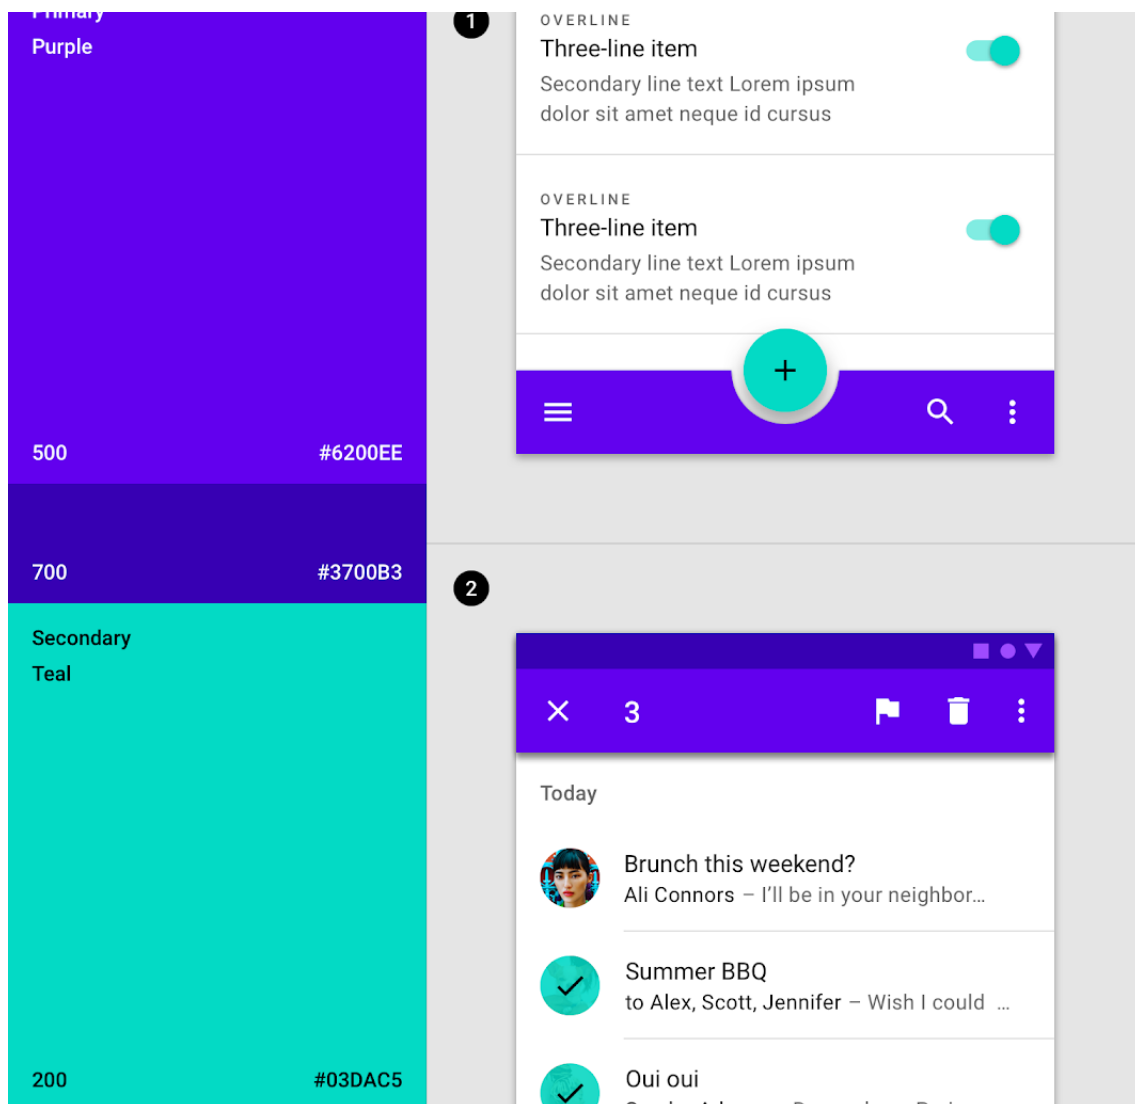 Primary
Purple
500 #6200EE
700 #3700B3
Secondary
Teal
200 #03DAC5
1
OVERLINE
Three-line item
Secondary line text Lorem ipsum
dolor sit amet neque id cursus
OVERLINE
Three-line item
Secondary line text Lorem ipsum
dolor sit amet neque id cursus
2
3
Today
Brunch this weekend?
Ali Connors – I'll be in your neighbor...
Summer BBQ
to Alex, Scott, Jennifer – Wish I could ...
Oui oui